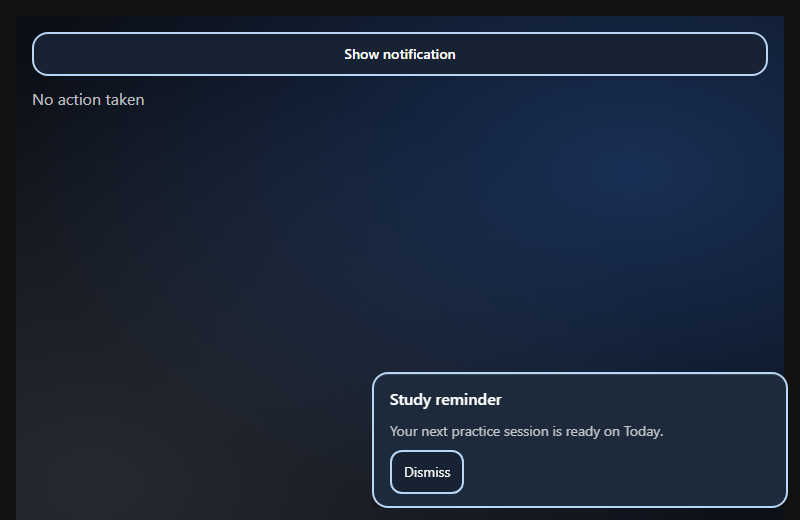 Show notification
No action taken
Study reminder
Your next practice session is ready on Today.
Dismiss